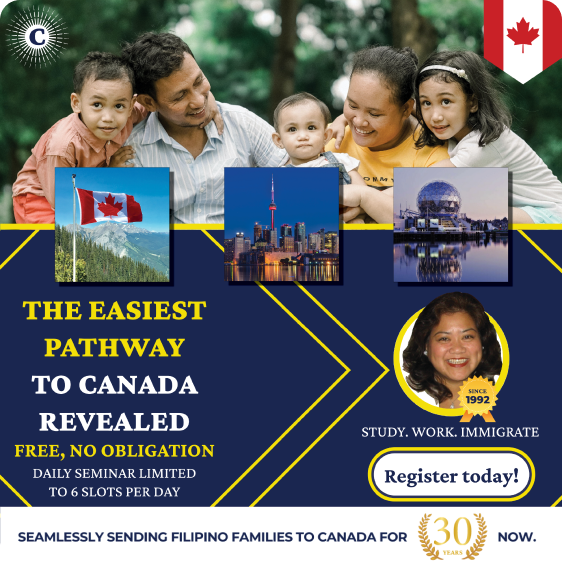 C
THE EASIEST
PATHWAY
TO CANADA
REVEALED
FREE, NO OBLIGATION
DAILY SEMINAR LIMITED
TO 6 SLOTS PER DAY
SINCE
1992
STUDY. WORK. IMMIGRATE
Register today!
SEAMLESSLY SENDING FILIPINO FAMILIES TO CANADA FOR 30 YEARS NOW.